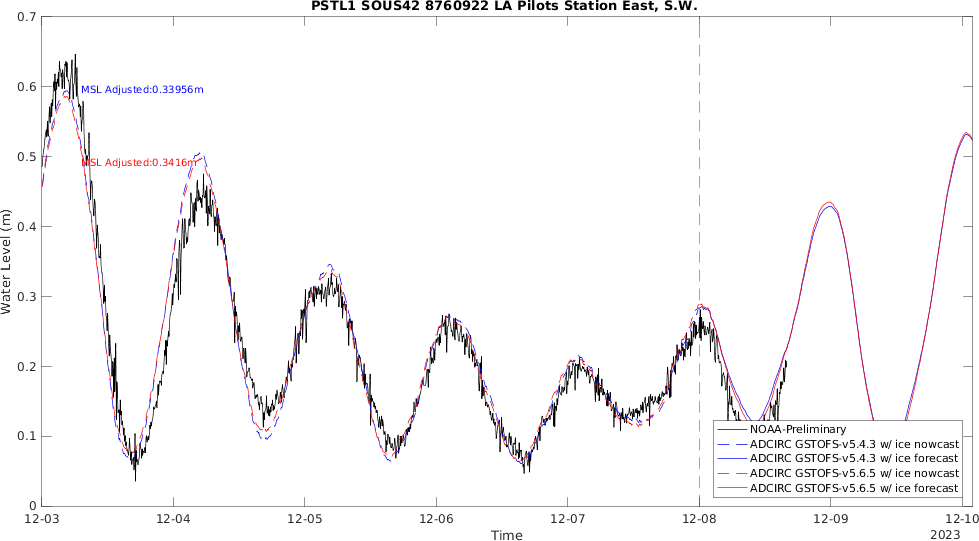 PSTL1 SOUS42 8760922 LA Pilots Station East, S.W.
0.7
0.6
0.5
0.4
0.3
0.2
0.1
0
Water Level (m)
MSL Adjusted:0.33956m
MSL Adjusted:0.3416m
NOAA-Preliminary
ADCIRC GSTOFS-v5.4.3 w/ ice nowcast
ADCIRC GSTOFS-v5.4.3 w/ ice forecast
ADCIRC GSTOFS-v5.6.5 w/ ice nowcast
ADCIRC GSTOFS-v5.6.5 w/ ice forecast
12-03 12-04 12-05 12-06 12-07 12-08 12-09 12-10
Time
2023